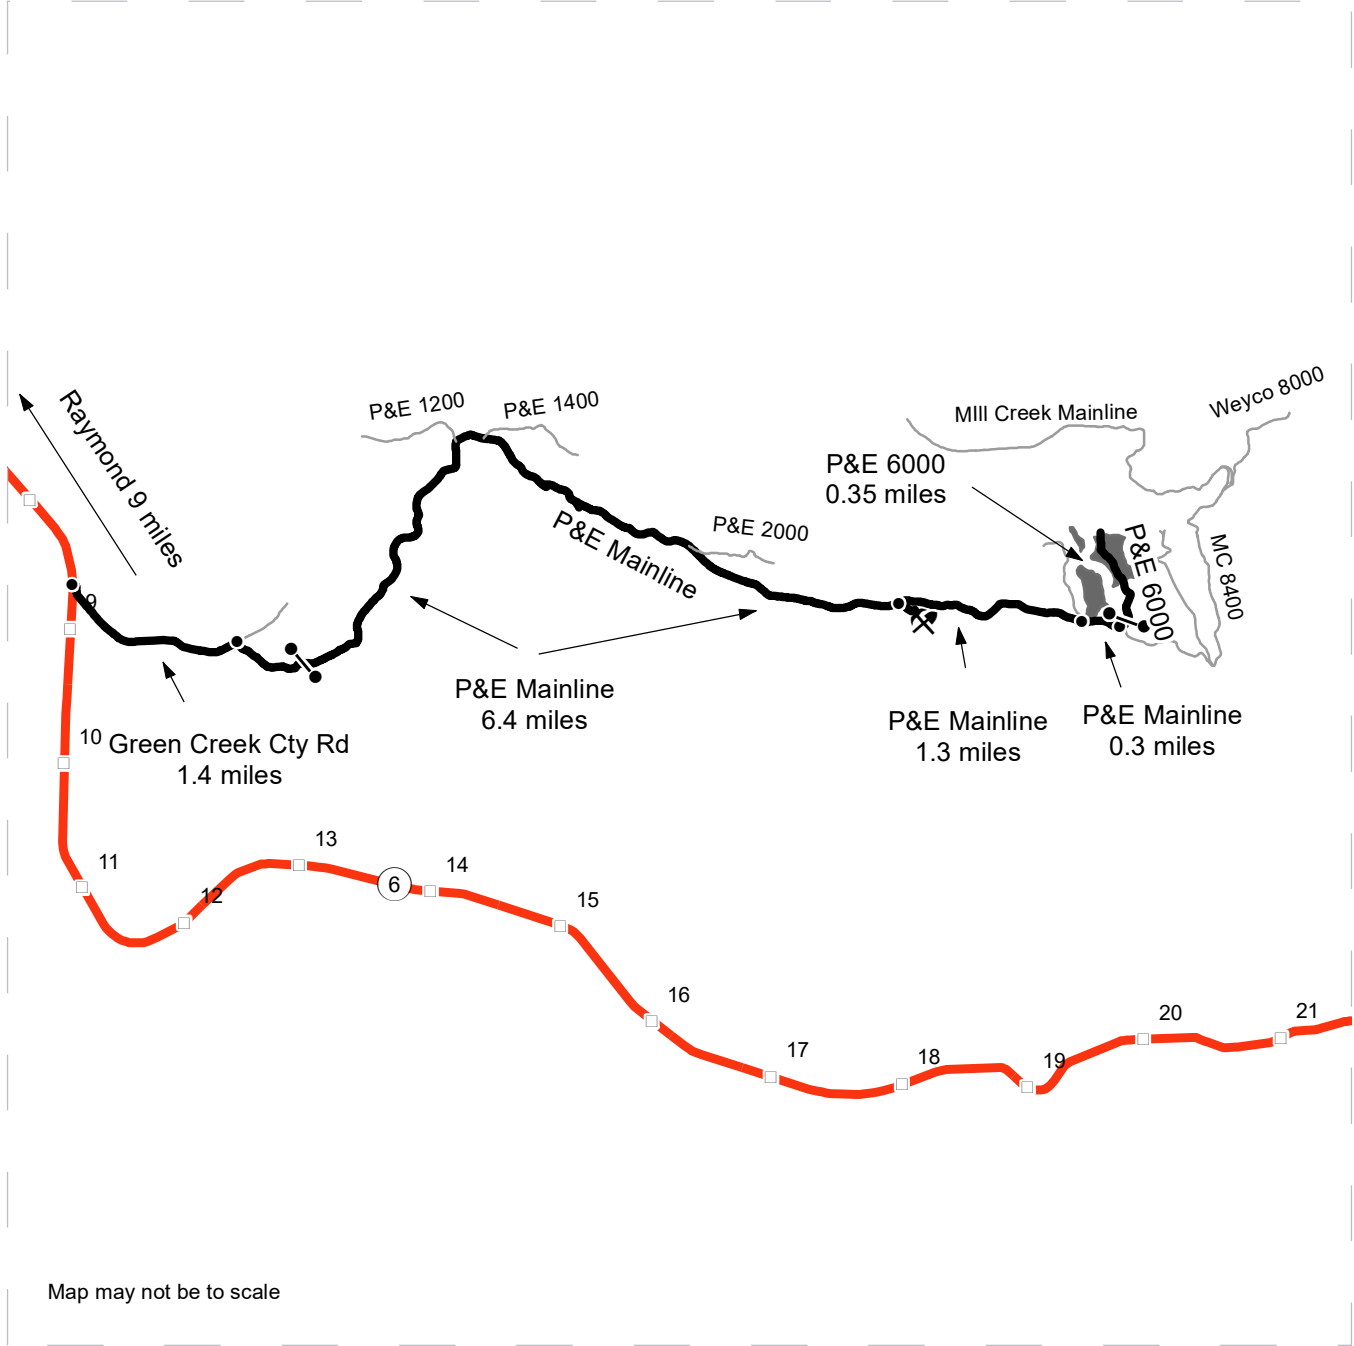 Weyco 8000
P&E 1200
P&E 1400
MIll Creek Mainline
Raymond 9 miles
P&E 6000
0.35 miles
P&E Mainline
P&E 2000
P&E 6000
MC 8400
9
P&E Mainline
6.4 miles
P&E Mainline
1.3 miles
P&E Mainline
0.3 miles
10
Green Creek Cty Rd
1.4 miles
11
12
13
6
14
15
16
17
18
19
20
21
Map may not be to scale